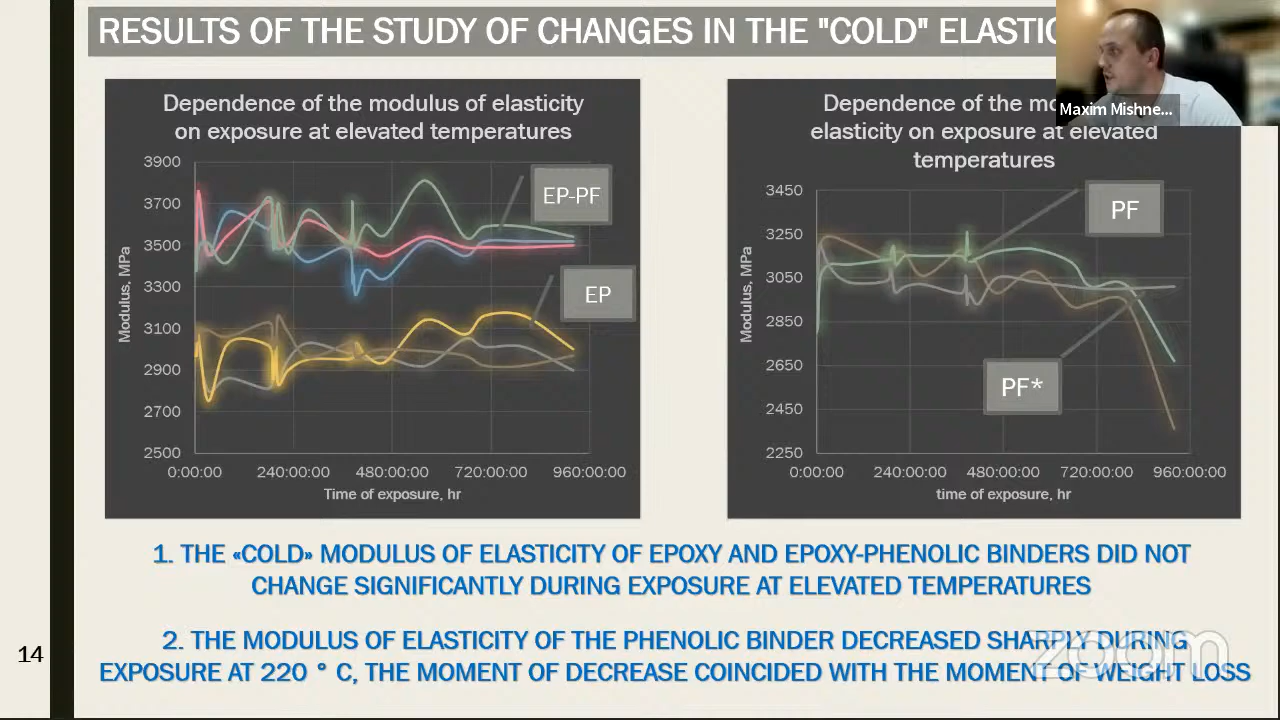 RESULTS OF THE STUDY OF CHANGES IN THE "COLD" ELASTIC
Maxim Mishne...
Dependence of the modulus of elasticity
on exposure at elevated temperatures
3900
3700
3500
3300
3100
2900
2700
2500
Modulus, MPa
EP-PF
EP
0:00:00 240:00:00 480:00:00 720:00:00 960:00:00
Time of exposure, hr
Dependence of the
elasticity on exposure at elevated
temperatures
3450
3250
3050
2850
2650
2450
2250
Modulus, MPa
PF
PF*
0:00:00 240:00:00 480:00:00 720:00:00 960:00:00
time of exposure, hr
1. THE «COLD» MODULUS OF ELASTICITY OF EPOXY AND EPOXY-PHENOLIC BINDERS DID NOT
CHANGE SIGNIFICANTLY DURING EXPOSURE AT ELEVATED TEMPERATURES
2. THE MODULUS OF ELASTICITY OF THE PHENOLIC BINDER DECREASED SHARPLY DURING
EXPOSURE AT 220 ° C, THE MOMENT OF DECREASE COINCIDED WITH THE MOMENT OF WEIGHT LOSS
14
zoom